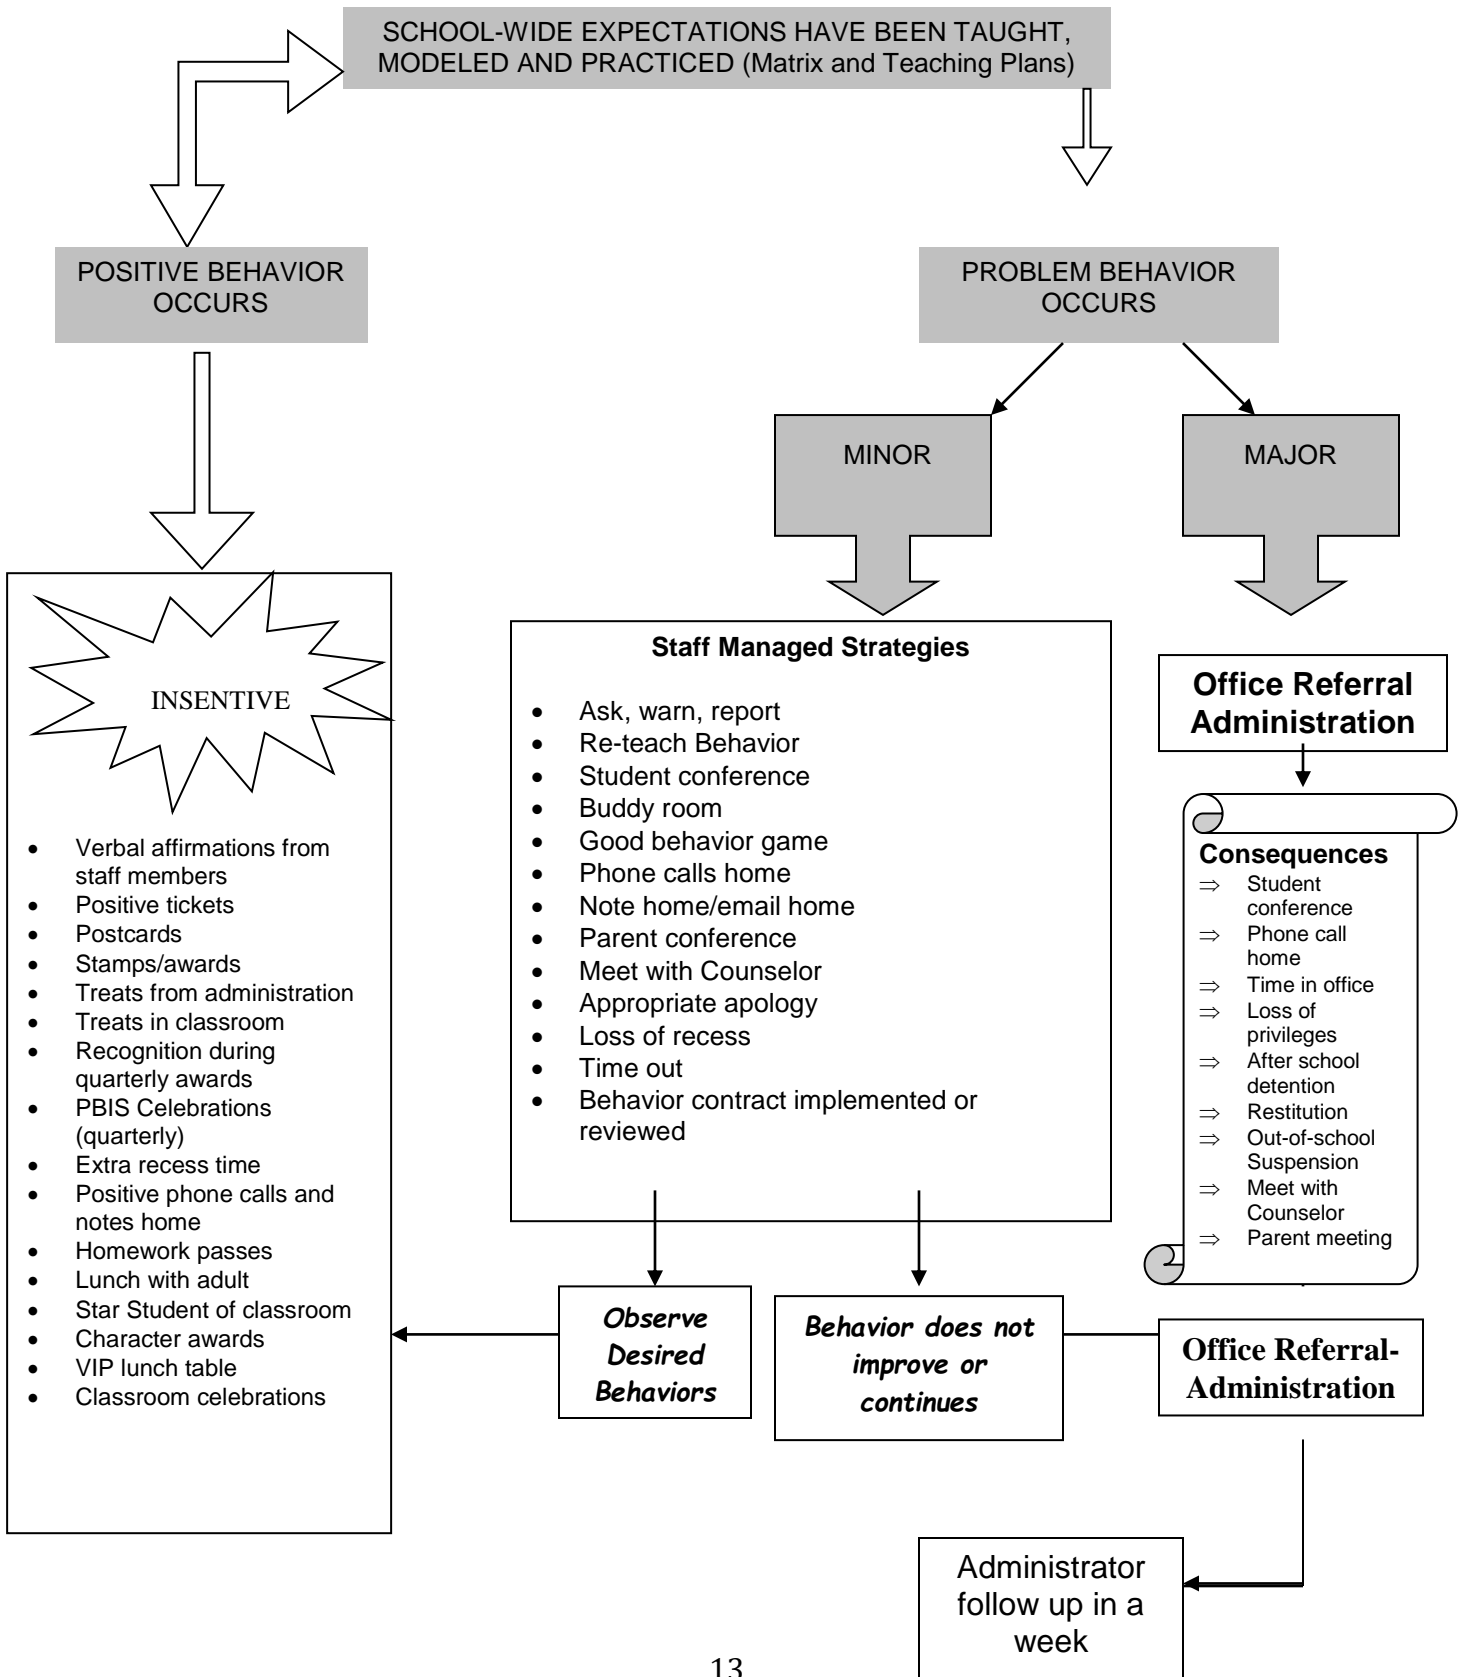 SCHOOL-WIDE EXPECTATIONS HAVE BEEN TAUGHT,
MODELED AND PRACTICED (Matrix and Teaching Plans)
POSITIVE BEHAVIOR
OCCURS
PROBLEM BEHAVIOR
OCCURS
MINOR
MAJOR
INSENTIVE
• Verbal affirmations from
staff members
• Positive tickets
• Postcards
• Stamps/awards
• Treats from administration
• Treats in classroom
• Recognition during
quarterly awards
• PBIS Celebrations
(quarterly)
• Extra recess time
• Positive phone calls and
notes home
• Homework passes
• Lunch with adult
• Star Student of classroom
• Character awards
• VIP lunch table
• Classroom celebrations
Staff Managed Strategies
• Ask, warn, report
• Re-teach Behavior
• Student conference
• Buddy room
• Good behavior game
• Phone calls home
• Note home/email home
• Parent conference
• Meet with Counselor
• Appropriate apology
• Loss of recess
• Time out
• Behavior contract implemented or
reviewed
Office Referral
Administration
Consequences
⇒ Student
conference
⇒ Phone call
home
⇒ Time in office
⇒ Loss of
privileges
⇒ After school
detention
⇒ Restitution
⇒ Out-of-school
Suspension
⇒ Meet with
Counselor
⇒ Parent meeting
Observe
Desired
Behaviors
Behavior does not
improve or
continues
Office Referral-
Administration
Administrator
follow up in a
week
13